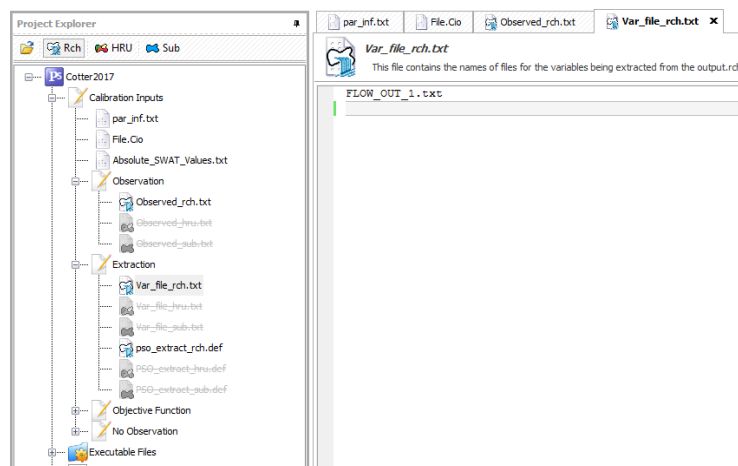 Project Explorer
Rch HRU Sub
Ps Cotter2017
Calibration Inputs
par_inf.txt
File.Cio
Absolute_SWAT_Values.txt
Observation
Observed_rch.txt
Observed_hru.txt
Observed_sub.txt
Extraction
Var_file_rch.txt
Var_file_hru.txt
Var_file_sub.txt
pso_extract_rch.def
PSO_extract_hru.def
PSO_extract_sub.def
Objective Function
No Observation
Executable Files
par_inf.txt File.Cio Observed_rch.txt Var_file_rch.txt
Var_file_rch.txt
This file contains the names of files for the variables being extracted from the output.rch
FLOW_OUT_1.txt